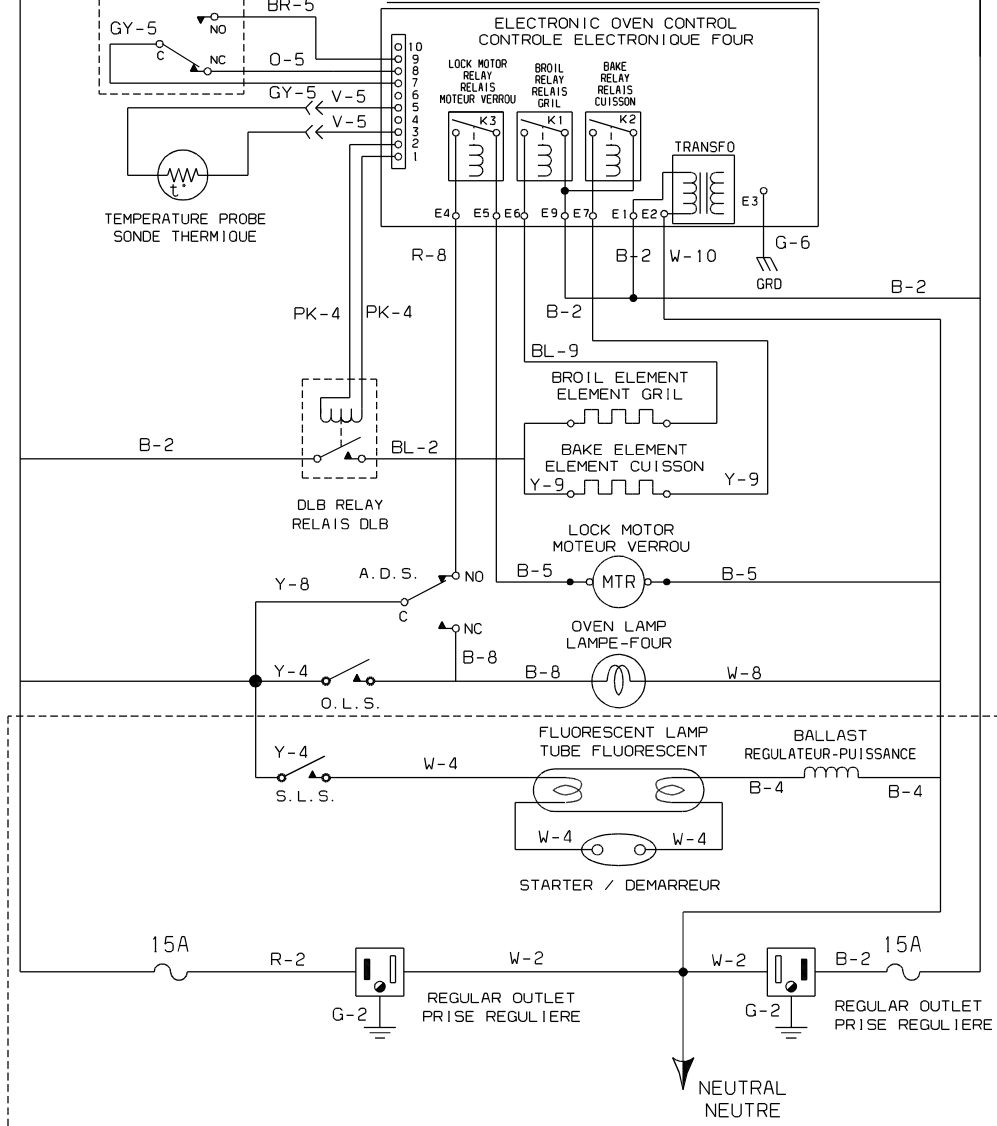 BR-5
GY-5
NO
C
NC
O-5
GY-5
V-5
V-5
10
9
8
7
6
5
4
3
2
1
ELECTRONIC OVEN CONTROL
CONTROLE ELECTRONIQUE FOUR
LOCK MOTOR
RELAY
RELAIS
MOTEUR VERROU
BROIL
RELAY
RELAIS
GRIL
BAKE
RELAY
RELAIS
CUISSON
K3
K1
K2
TRANSFO
E3
t°
TEMPERATURE PROBE
SONDE THERMIQUE
E4
E5
E6
E9
E7
E1
E2
R-8
B-2
W-10
G-6
GRD
B-2
B-2
PK-4
PK-4
BL-9
BROIL ELEMENT
ELEMENT GRIL
B-2
BL-2
BAKE ELEMENT
ELEMENT CUISSON
Y-9
Y-9
DLB RELAY
RELAIS DLB
LOCK MOTOR
MOTEUR VERROU
A.D.S.
NO
B-5
MTR
B-5
Y-8
C
NC
OVEN LAMP
LAMPE-FOUR
B-8
Y-4
B-8
W-8
O.L.S.
FLUORESCENT LAMP
TUBE FLUORESCENT
BALLAST
REGULATEUR-PUISSANCE
Y-4
W-4
B-4
B-4
S.L.S.
W-4
W-4
STARTER / DEMARREUR
15A
R-2
W-2
W-2
B-2
15A
G-2
REGULAR OUTLET
PRISE REGULIERE
G-2
REGULAR OUTLET
PRISE REGULIERE
NEUTRAL
NEUTRE